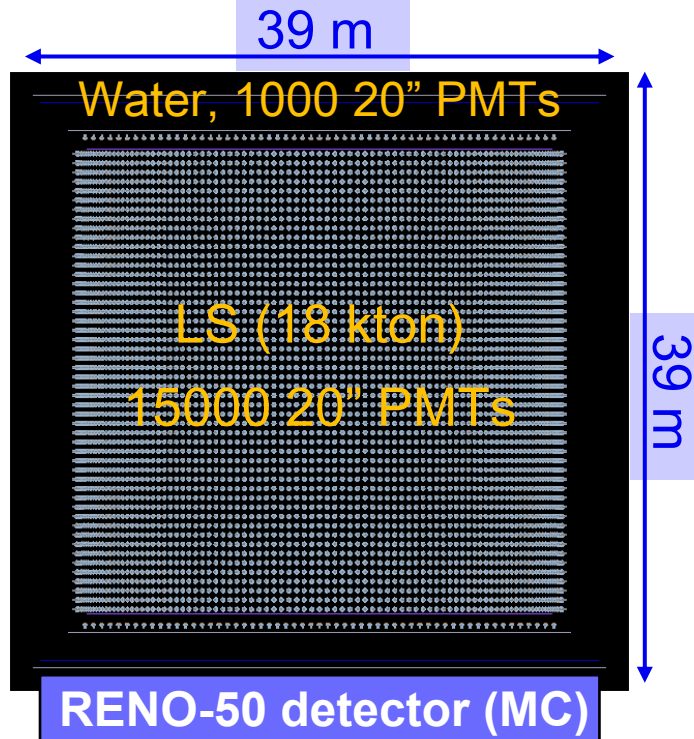 39 m
Water, 1000 20” PMTs
LS (18 kton)
15000 20” PMTs
39 m
RENO-50 detector (MC)